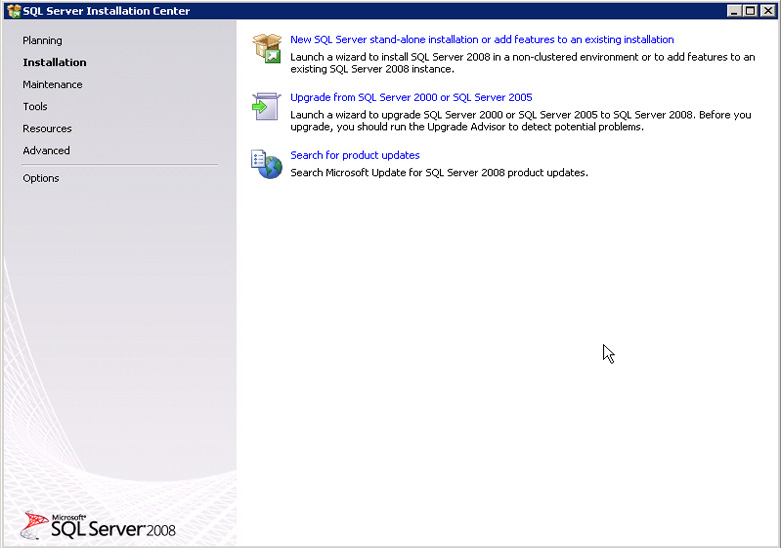 SQL Server Installation Center
Planning
Installation
Maintenance
Tools
Resources
Advanced
Options
New SQL Server stand-alone installation or add features to an existing installation
Launch a wizard to install SQL Server 2008 in a non-clustered environment or to add features to an
existing SQL Server 2008 instance.
Upgrade from SQL Server 2000 or SQL Server 2005
Launch a wizard to upgrade SQL Server 2000 or SQL Server 2005 to SQL Server 2008. Before you
upgrade, you should run the Upgrade Advisor to detect potential problems.
Search for product updates
Search Microsoft Update for SQL Server 2008 product updates.
Microsoft®
SQL Server 2008